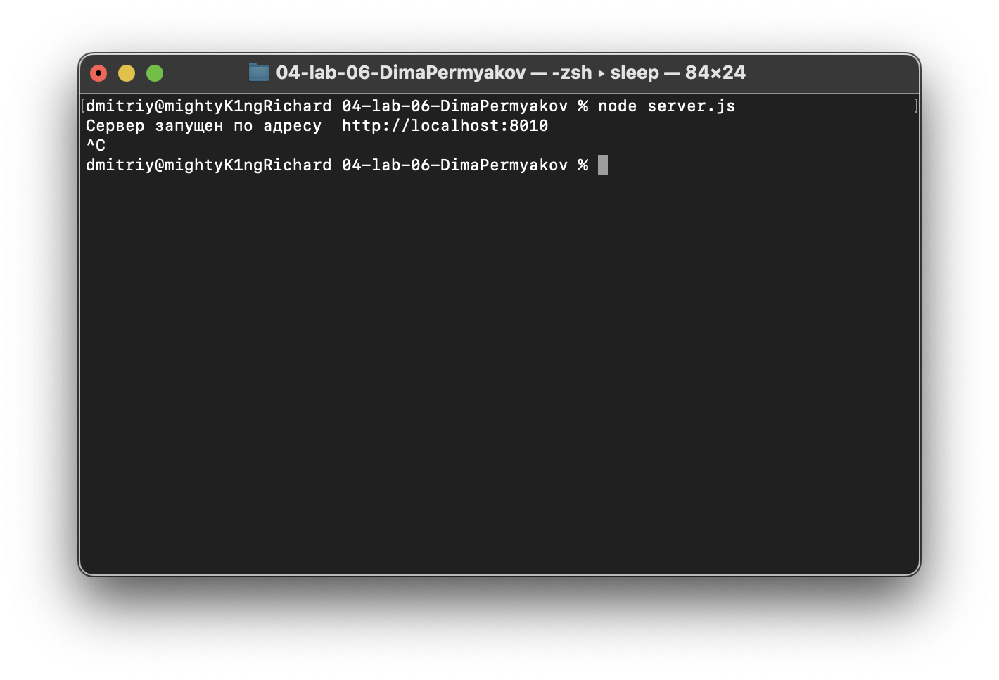 04-lab-06-DimaPermyakov — -zsh ▸ sleep — 84×24
[dmitriy@mightyK1ngRichard 04-lab-06-DimaPermyakov % node server.js ]
Сервер запущен по адресу  http://localhost:8010
^C
dmitriy@mightyK1ngRichard 04-lab-06-DimaPermyakov %